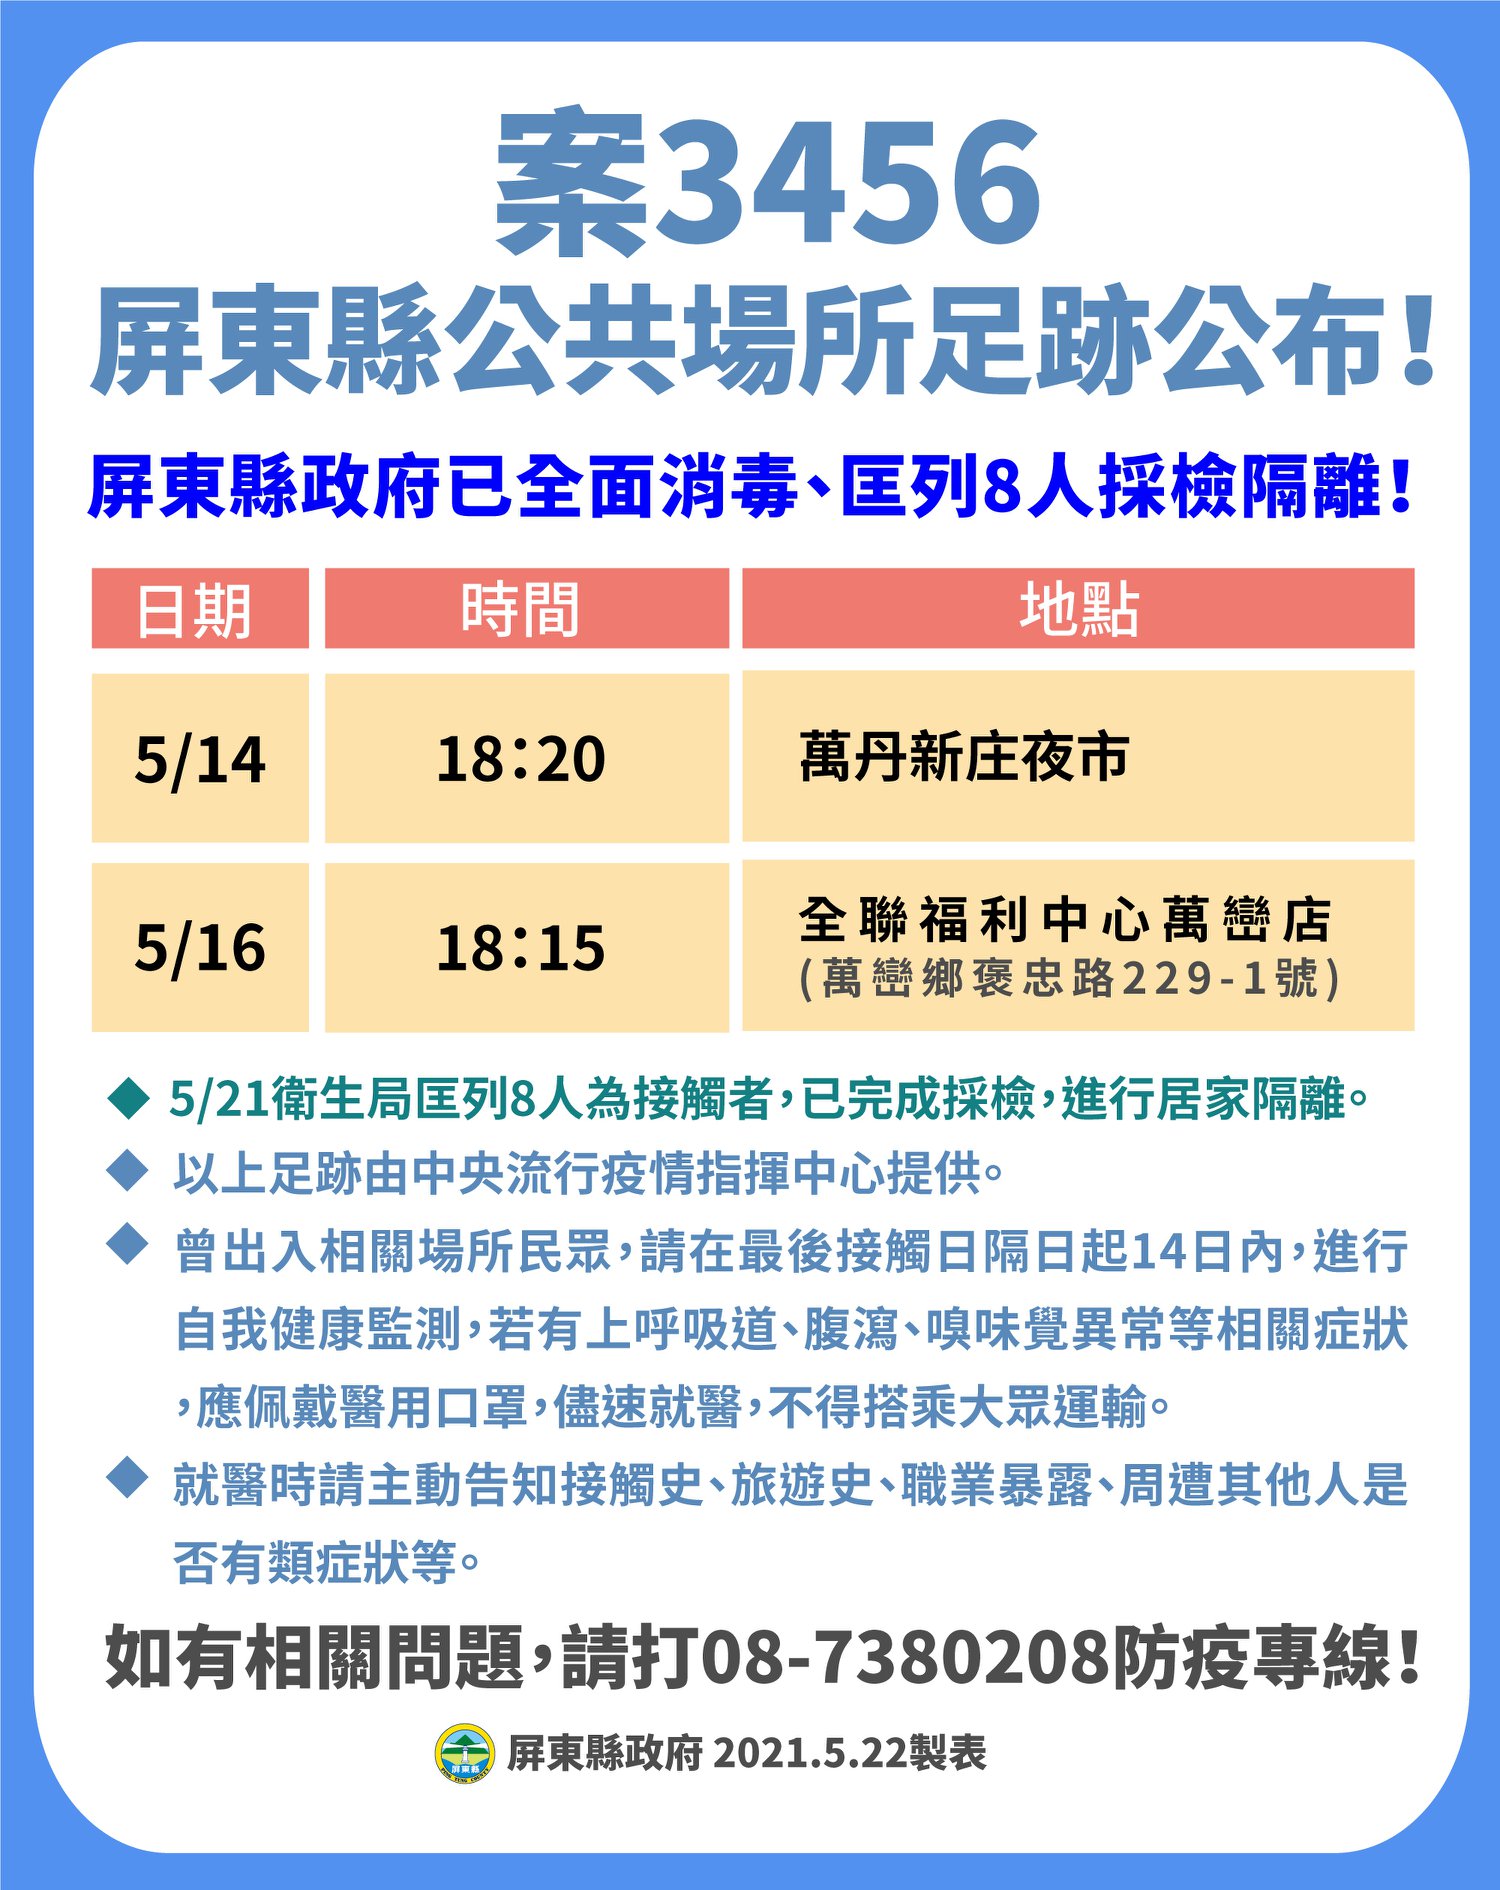 案3456
屏東縣公共場所足跡公布！
屏東縣政府已全面消毒、匡列8人採檢隔離！
日期 時間 地點
5/14 18：20 萬丹新庄夜市
5/16 18：15 全聯福利中心萬巒店
(萬巒鄉褒忠路229-1號)
◆ 5/21衛生局匡列8人為接觸者，已完成採檢，進行居家隔離。
◆ 以上足跡由中央流行疫情指揮中心提供。
◆ 曾出入相關場所民眾，請在最後接觸日隔日起14日內，進行
自我健康監測，若有上呼吸道、腹瀉、嗅味覺異常等相關症狀
，應佩戴醫用口罩，儘速就醫，不得搭乘大眾運輸。
◆ 就醫時請主動告知接觸史、旅遊史、職業暴露、周遭其他人是
否有類症狀等。
如有相關問題，請打08-7380208防疫專線！
屏東縣 PING TUNG COUNTY
屏東縣政府 2021.5.22製表